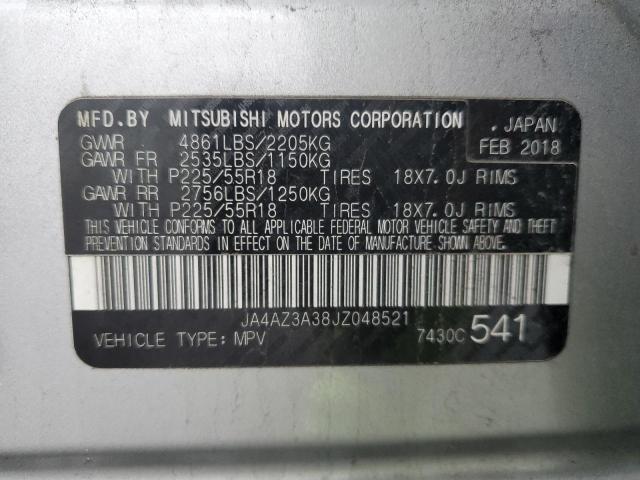 MFD.BY MITSUBISHI MOTORS CORPORATION , JAPAN
GVWR 4861LBS/2205KG FEB 2018
GAWR FR 2535LBS/1150KG
WITH P225/55R18 TIRES 18X7.0J RIMS
GAWR RR 2756LBS/1250KG
WITH P225/55R18 TIRES 18X7.0J RIMS
THIS VEHICLE CONFORMS TO ALL APPLICABLE FEDERAL MOTOR VEHICLE SAFETY AND THEFT
PREVENTION STANDARDS IN EFFECT ON THE DATE OF MANUFACTURE SHOWN ABOVE.
JA4AZ3A38JZ048521
VEHICLE TYPE: MPV 7430C 541